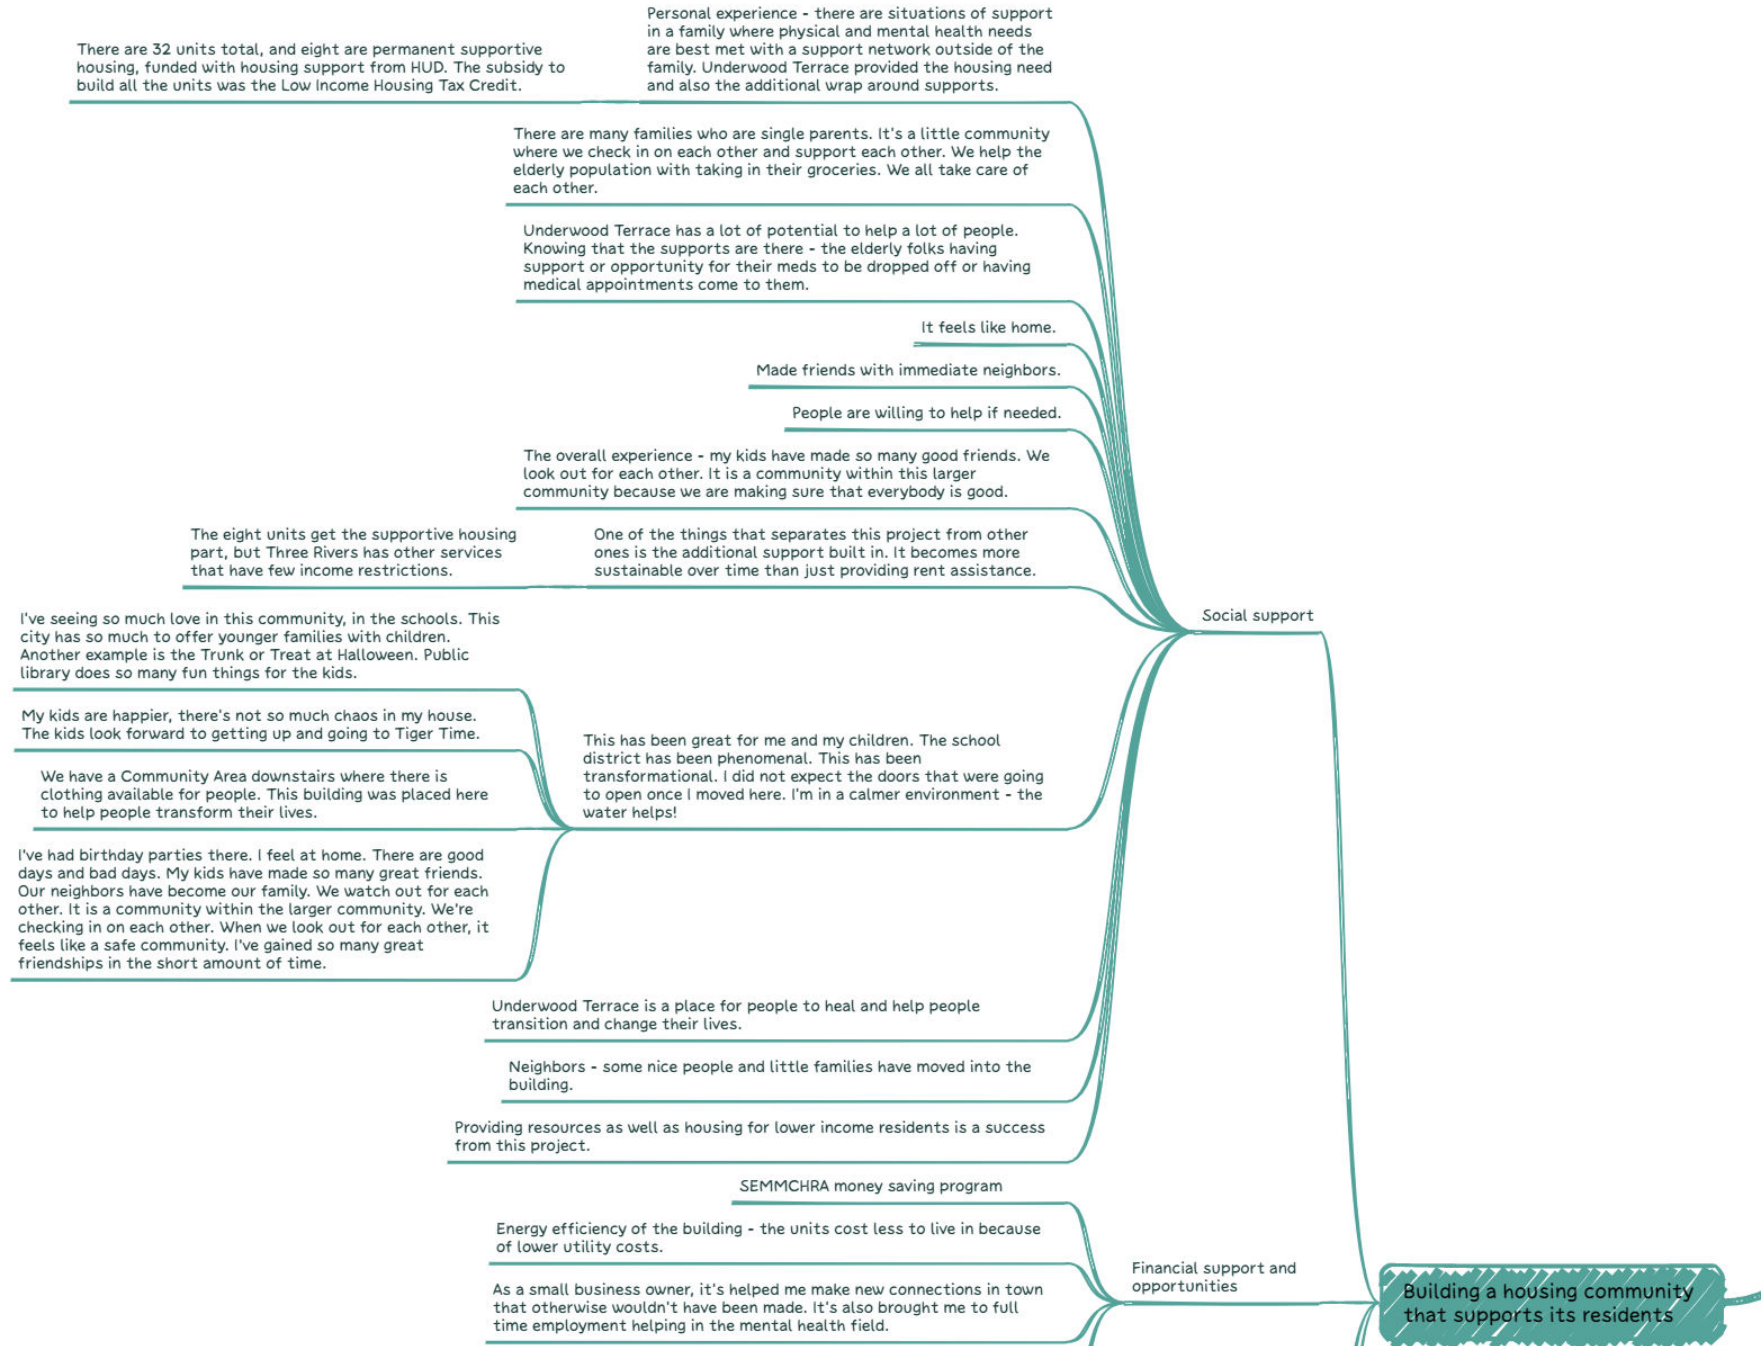 Personal experience - there are situations of support
in a family where physical and mental health needs
are best met with a support network outside of the
family. Underwood Terrace provided the housing need
and also the additional wrap around supports.
There are 32 units total, and eight are permanent supportive
housing, funded with housing support from HUD. The subsidy to
build all the units was the Low Income Housing Tax Credit.
There are many families who are single parents. It's a little community
where we check in on each other and support each other. We help the
elderly population with taking in their groceries. We all take care of
each other.
Underwood Terrace has a lot of potential to help a lot of people.
Knowing that the supports are there - the elderly folks having
support or opportunity for their meds to be dropped off or having
medical appointments come to them.
It feels like home.
Made friends with immediate neighbors.
People are willing to help if needed.
The overall experience - my kids have made so many good friends. We
look out for each other. It is a community within this larger
community because we are making sure that everybody is good.
One of the things that separates this project from other
ones is the additional support built in. It becomes more
sustainable over time than just providing rent assistance.
The eight units get the supportive housing
part, but Three Rivers has other services
that have few income restrictions.
Social support
I've seeing so much love in this community, in the schools. This
city has so much to offer younger families with children.
Another example is the Trunk or Treat at Halloween. Public
library does so many fun things for the kids.
My kids are happier, there's not so much chaos in my house.
The kids look forward to getting up and going to Tiger Time.
We have a Community Area downstairs where there is
clothing available for people. This building was placed here
to help people transform their lives.
I've had birthday parties there. I feel at home. There are good
days and bad days. My kids have made so many great friends.
Our neighbors have become our family. We watch out for each
other. It is a community within the larger community. We're
checking in on each other. When we look out for each other, it
feels like a safe community. I've gained so many great
friendships in the short amount of time.
This has been great for me and my children. The school
district has been phenomenal. This has been
transformational. I did not expect the doors that were going
to open once I moved here. I'm in a calmer environment - the
water helps!
Underwood Terrace is a place for people to heal and help people
transition and change their lives.
Neighbors - some nice people and little families have moved into the
building.
Providing resources as well as housing for lower income residents is a success
from this project.
SEMMCHRA money saving program
Energy efficiency of the building - the units cost less to live in because
of lower utility costs.
As a small business owner, it's helped me make new connections in town
that otherwise wouldn't have been made. It's also brought me to full
time employment helping in the mental health field.
Financial support and
opportunities
Building a housing community
that supports its residents